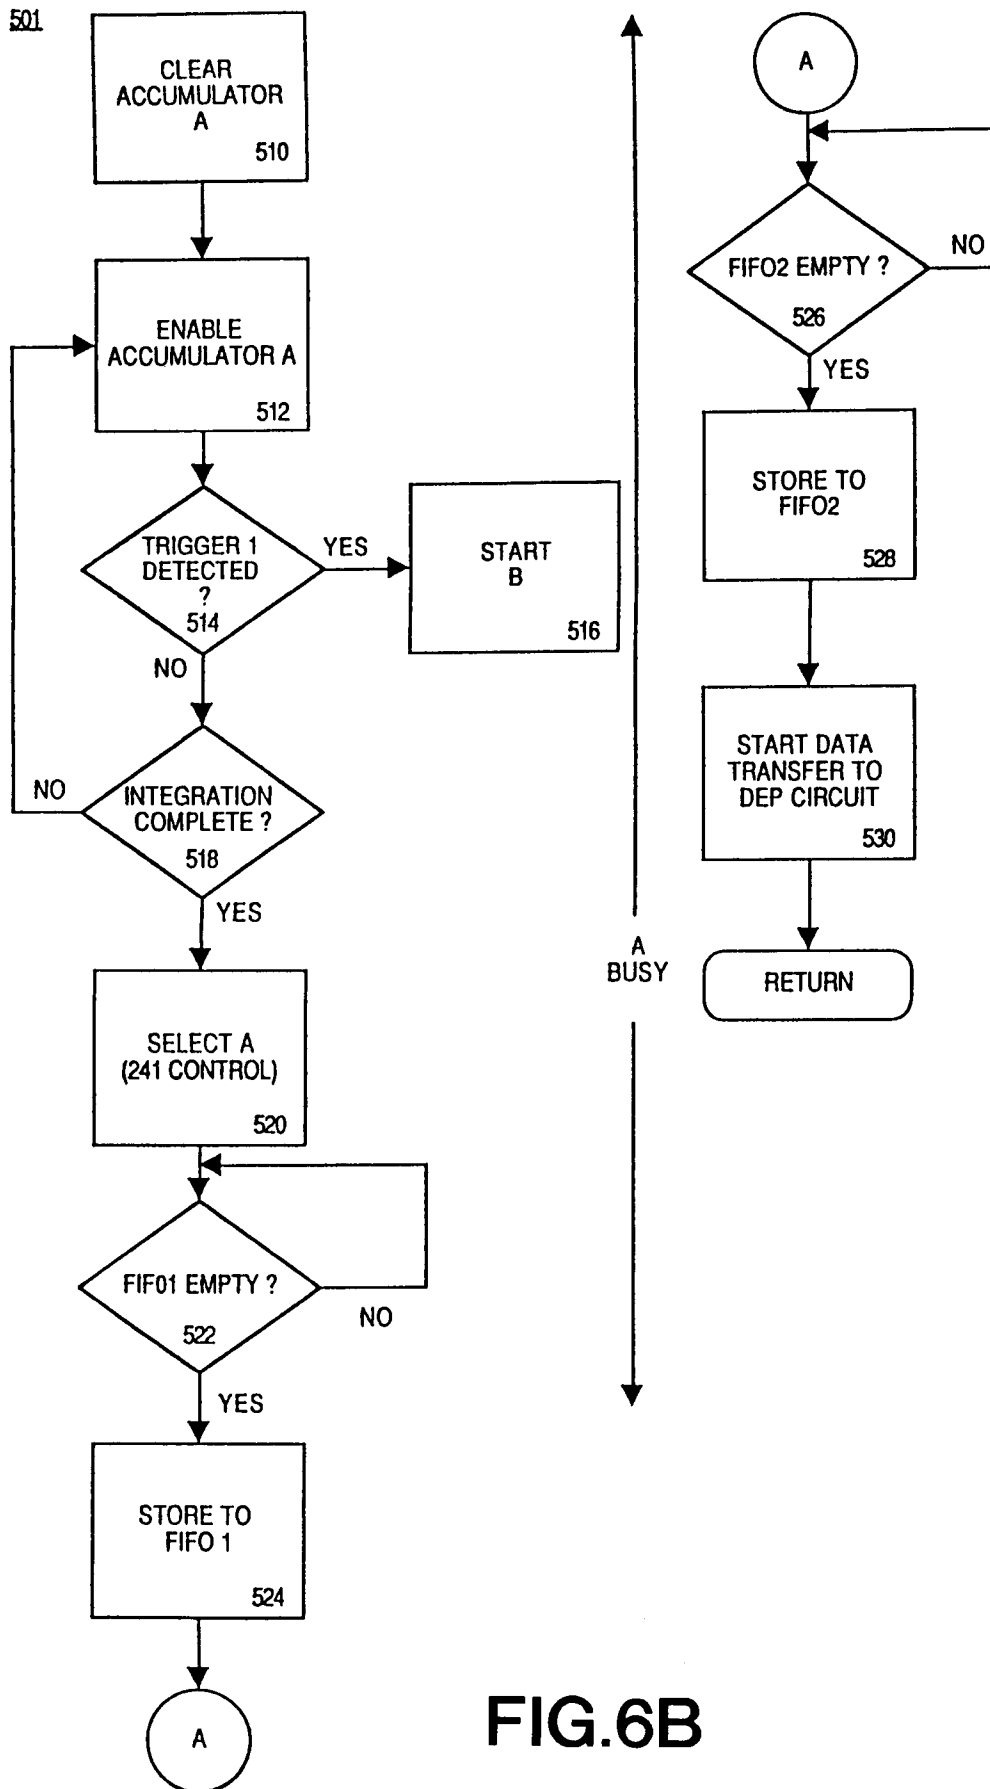 501
CLEAR
ACCUMULATOR
A
510
ENABLE
ACCUMULATOR A
512
TRIGGER 1
DETECTED
?
514
YES
START
B
516
NO
INTEGRATION
COMPLETE ?
518
NO
YES
SELECT A
(241 CONTROL)
520
FIF01 EMPTY ?
522
NO
YES
STORE TO
FIFO 1
524
A
A
BUSY
A
FIFO2 EMPTY ?
526
NO
YES
STORE TO
FIFO2
528
START DATA
TRANSFER TO
DEP CIRCUIT
530
RETURN
FIG.6B